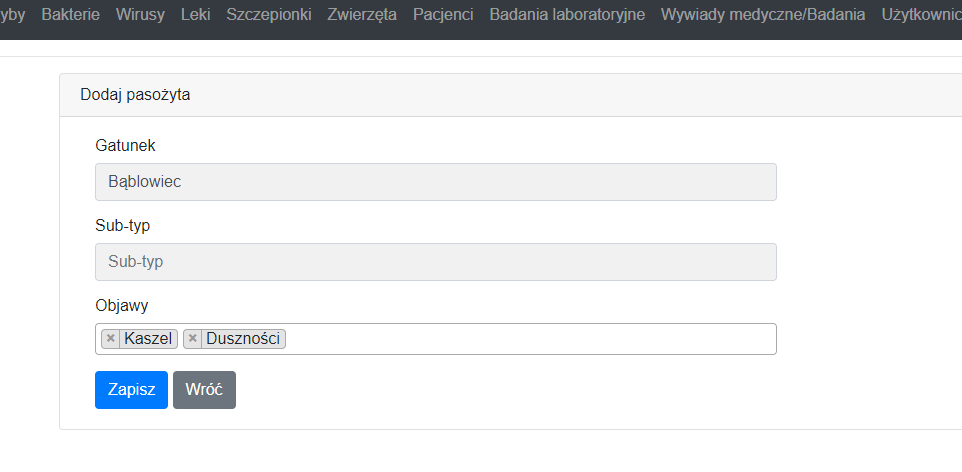 yby Bakterie Wirusy Leki Szczepionki Zwierzęta Pacjenci Badania laboratoryjne Wywiady medyczne/Badania Użytkownic
Dodaj pasożyta
Gatunek
Bąblowiec
Sub-typ
Sub-typ
Objawy
× Kaszel × Duszności
Zapisz Wróć